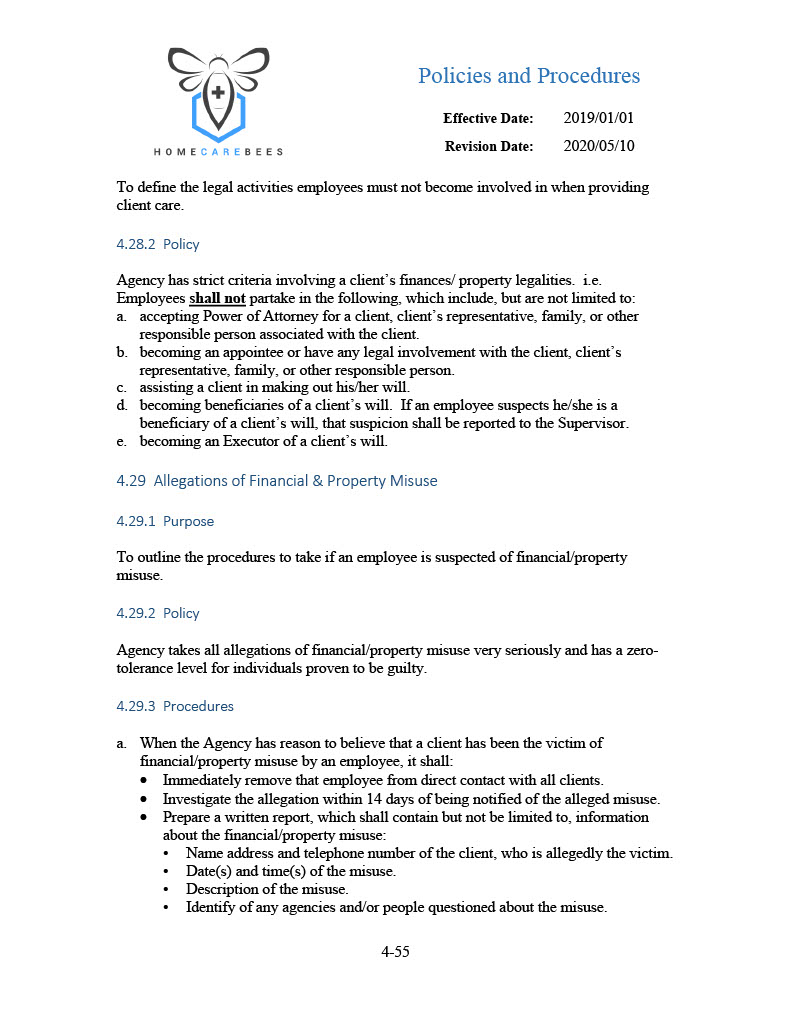 HOMECAREBEES
Policies and Procedures
Effective Date: 2019/01/01
Revision Date: 2020/05/10
To define the legal activities employees must not become involved in when providing
client care.
4.28.2 Policy
Agency has strict criteria involving a client’s finances/ property legalities. i.e.
Employees shall not partake in the following, which include, but are not limited to:
a. accepting Power of Attorney for a client, client’s representative, family, or other
responsible person associated with the client.
b. becoming an appointee or have any legal involvement with the client, client’s
representative, family, or other responsible person.
c. assisting a client in making out his/her will.
d. becoming beneficiaries of a client’s will. If an employee suspects he/she is a
beneficiary of a client’s will, that suspicion shall be reported to the Supervisor.
e. becoming an Executor of a client’s will.
4.29 Allegations of Financial & Property Misuse
4.29.1 Purpose
To outline the procedures to take if an employee is suspected of financial/property
misuse.
4.29.2 Policy
Agency takes all allegations of financial/property misuse very seriously and has a zero-
tolerance level for individuals proven to be guilty.
4.29.3 Procedures
a. When the Agency has reason to believe that a client has been the victim of
financial/property misuse by an employee, it shall:
• Immediately remove that employee from direct contact with all clients.
• Investigate the allegation within 14 days of being notified of the alleged misuse.
• Prepare a written report, which shall contain but not be limited to, information
about the financial/property misuse:
• Name address and telephone number of the client, who is allegedly the victim.
• Date(s) and time(s) of the misuse.
• Description of the misuse.
• Identify of any agencies and/or people questioned about the misuse.
4-55